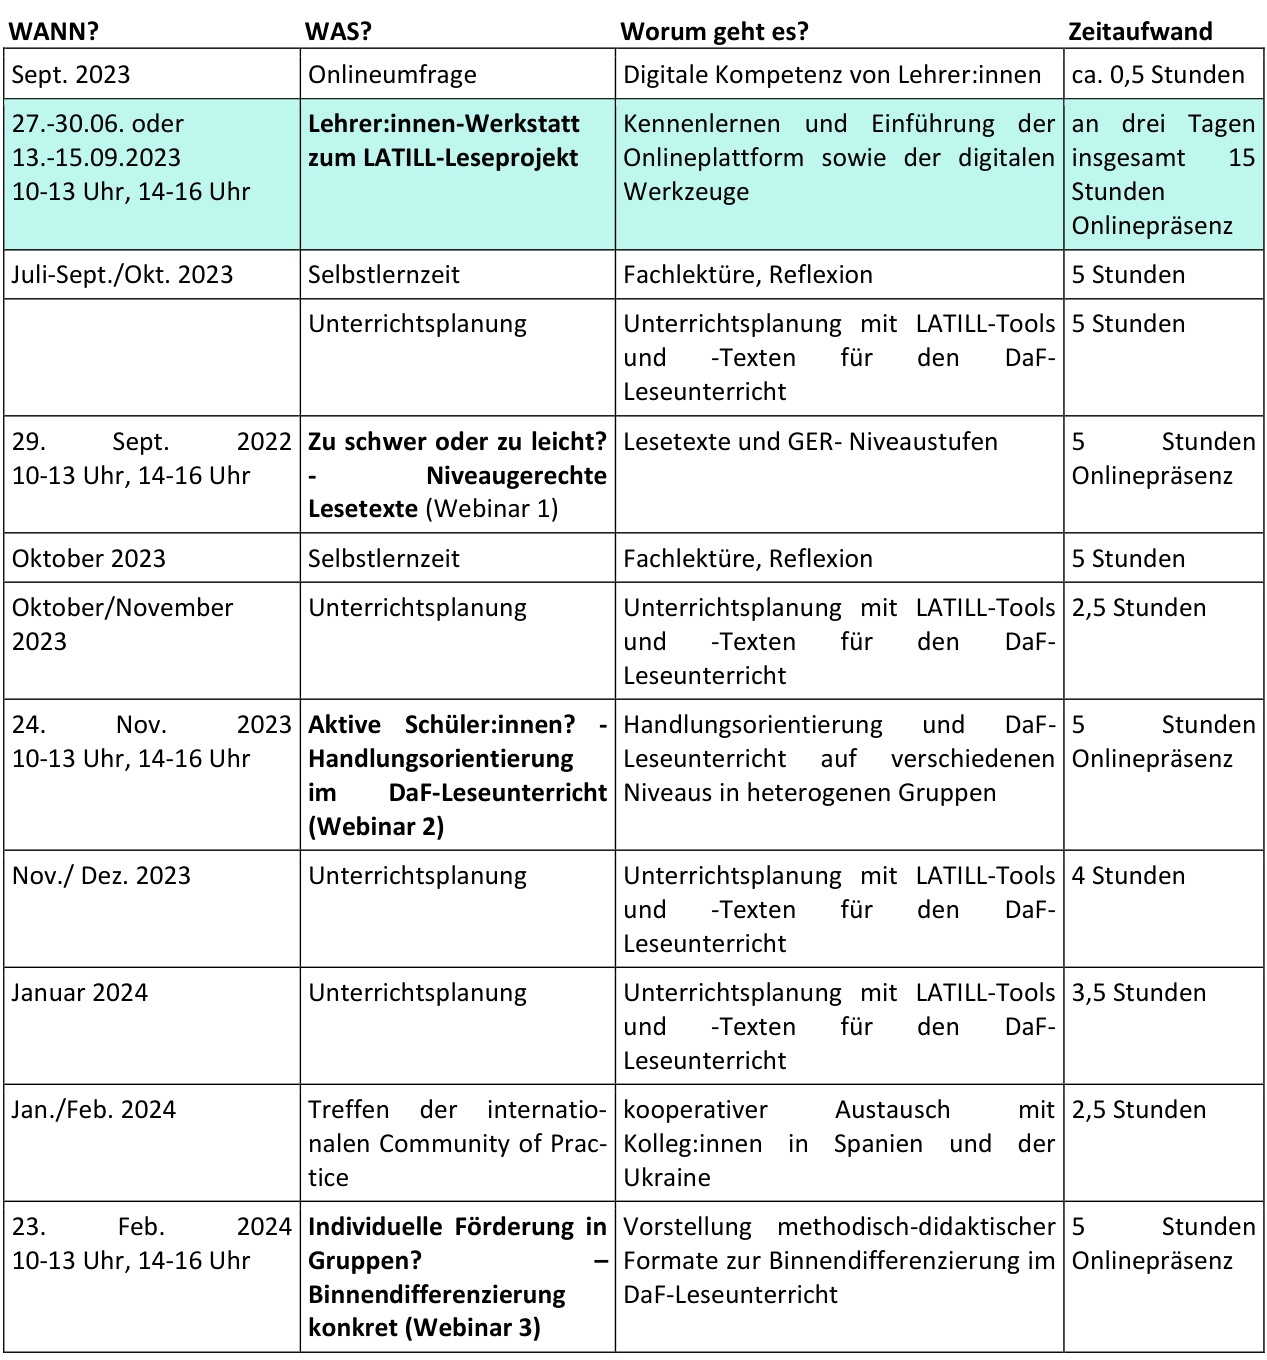 WANN? WAS? Worum geht es? Zeitaufwand
Sept. 2023 Onlineumfrage Digitale Kompetenz von Lehrer:innen ca. 0,5 Stunden
27.-30.06. oder Lehrer:innen-Werkstatt Kennenlernen und Einführung der an drei Tagen
13.-15.09.2023 zum LATILL-Leseprojekt Onlineplattform sowie der digitalen insgesamt 15
10-13 Uhr, 14-16 Uhr Werkzeuge Stunden
Onlinepräsenz
Juli-Sept./Okt. 2023 Selbstlernzeit Fachlektüre, Reflexion 5 Stunden
Unterrichtsplanung Unterrichtsplanung mit LATILL-Tools 5 Stunden
und -Texten für den DaF-
Leseunterricht
29. Sept. 2022 Zu schwer oder zu leicht? Lesetexte und GER- Niveaustufen 5 Stunden
10-13 Uhr, 14-16 Uhr - Niveaugerechte Onlinepräsenz
Lesetexte (Webinar 1)
Oktober 2023 Selbstlernzeit Fachlektüre, Reflexion 5 Stunden
Oktober/November Unterrichtsplanung Unterrichtsplanung mit LATILL-Tools 2,5 Stunden
2023 und -Texten für den DaF-
Leseunterricht
24. Nov. 2023 Aktive Schüler:innen? - Handlungsorientierung und DaF- 5 Stunden
10-13 Uhr, 14-16 Uhr Handlungsorientierung Leseunterricht auf verschiedenen Onlinepräsenz
im DaF-Leseunterricht Niveaus in heterogenen Gruppen
(Webinar 2)
Nov./ Dez. 2023 Unterrichtsplanung Unterrichtsplanung mit LATILL-Tools 4 Stunden
und -Texten für den DaF-
Leseunterricht
Januar 2024 Unterrichtsplanung Unterrichtsplanung mit LATILL-Tools 3,5 Stunden
und -Texten für den DaF-
Leseunterricht
Jan./Feb. 2024 Treffen der internatio- kooperativer Austausch mit 2,5 Stunden
nalen Community of Prac- Kolleg:innen in Spanien und der
tice Ukraine
23. Feb. 2024 Individuelle Förderung in Vorstellung methodisch-didaktischer 5 Stunden
10-13 Uhr, 14-16 Uhr Gruppen? – Formate zur Binnendifferenzierung im Onlinepräsenz
Binnendifferenzierung DaF-Leseunterricht
konkret (Webinar 3)